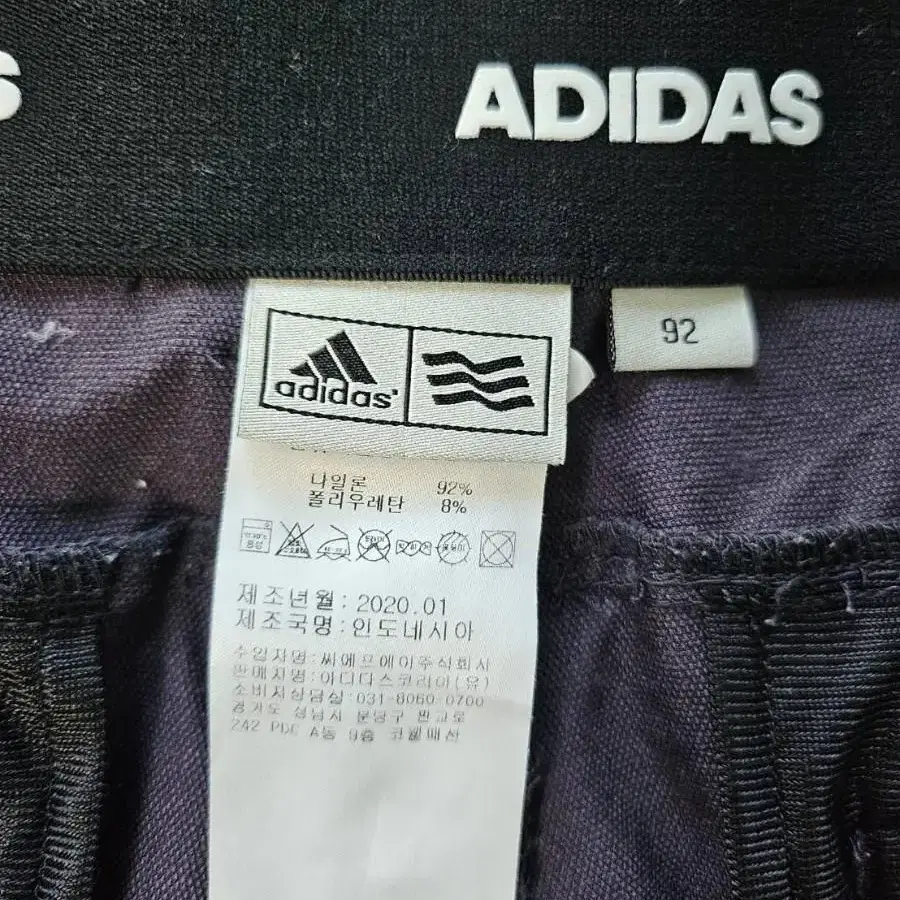 S
ADIDAS
adidas
92
나일론 92%
폴리우레탄 8%
제조년월 : 2020.01
제조국명 : 인도네시아
수입자명 : 씨에프에이주식회사
판매자명 : 아디다스코리아(유)
소비자상담실 : 031-8060-0700
경기도 성남시 분당구 판교로
242 PDC A동 9층 코웰패션